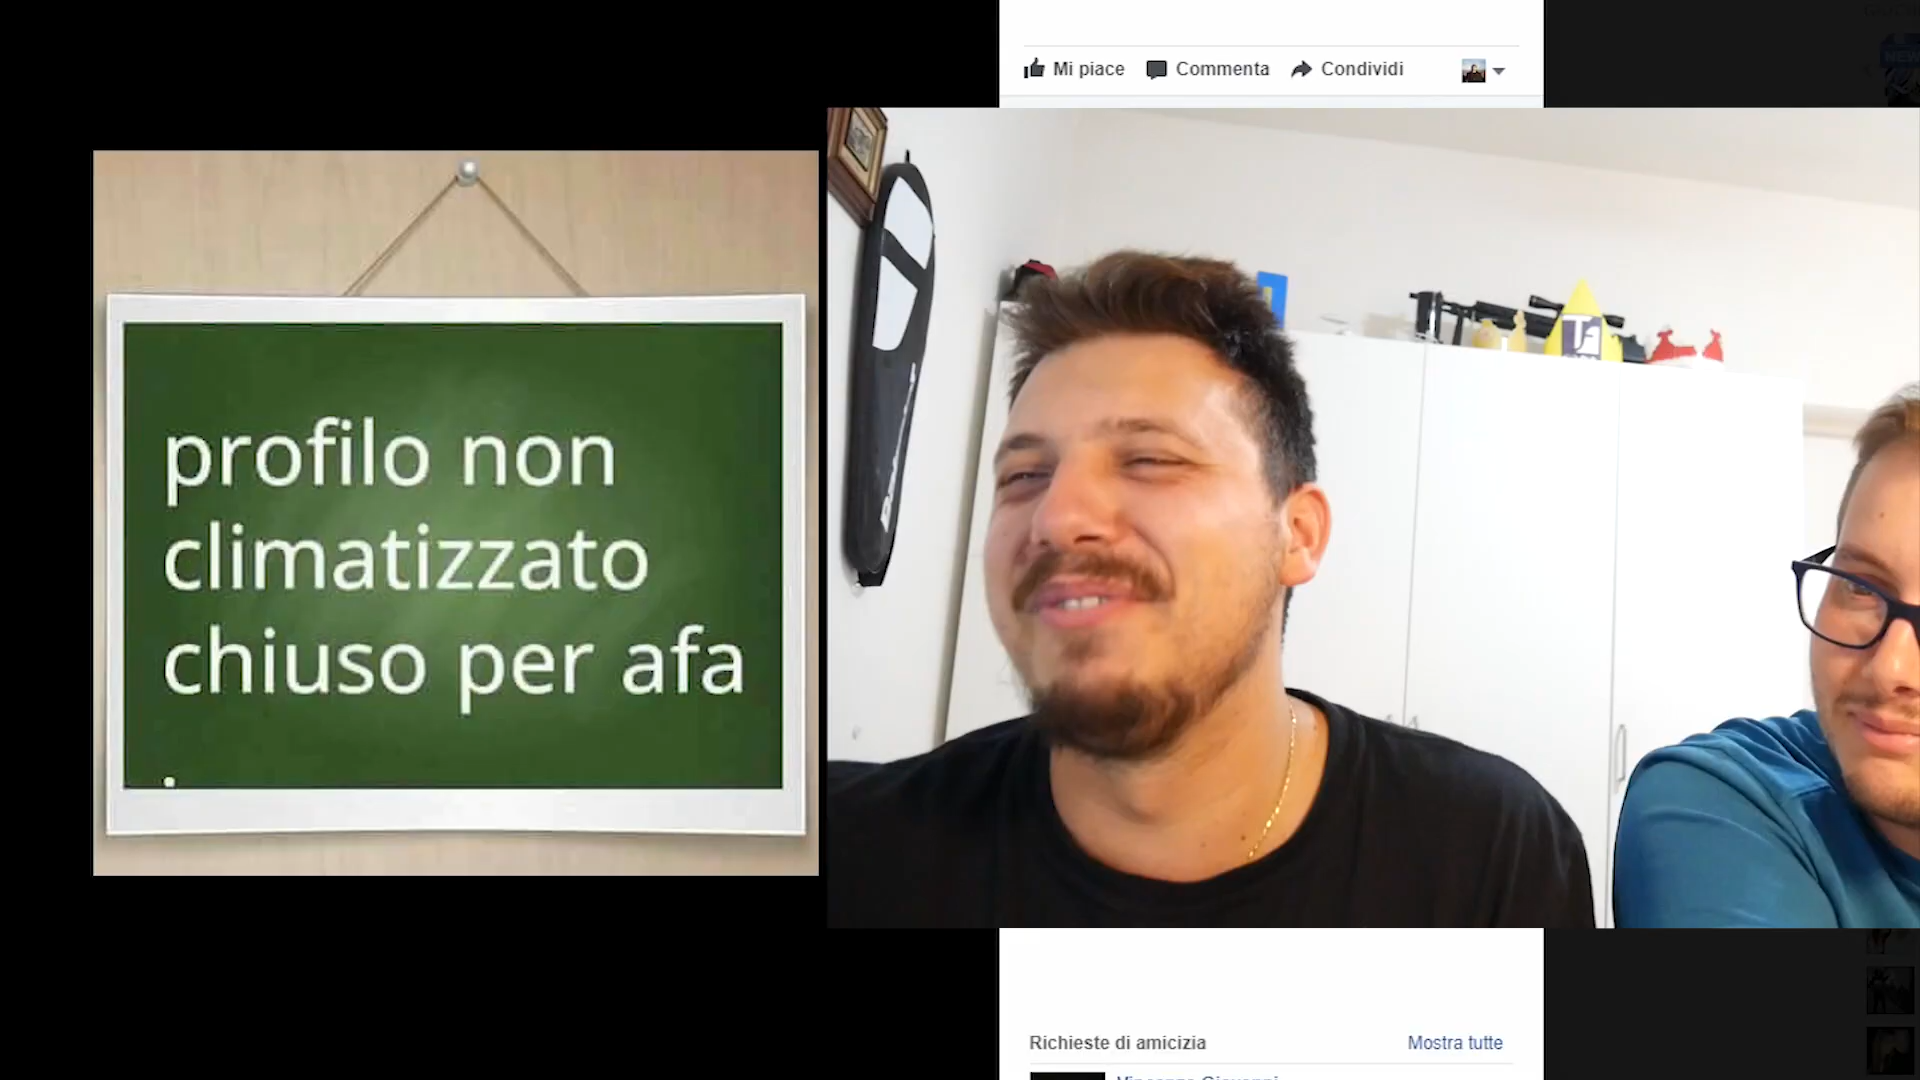 Mi piace Commenta Condividi
profilo non
climatizzato
chiuso per afa
.
Richieste di amicizia Mostra tutte